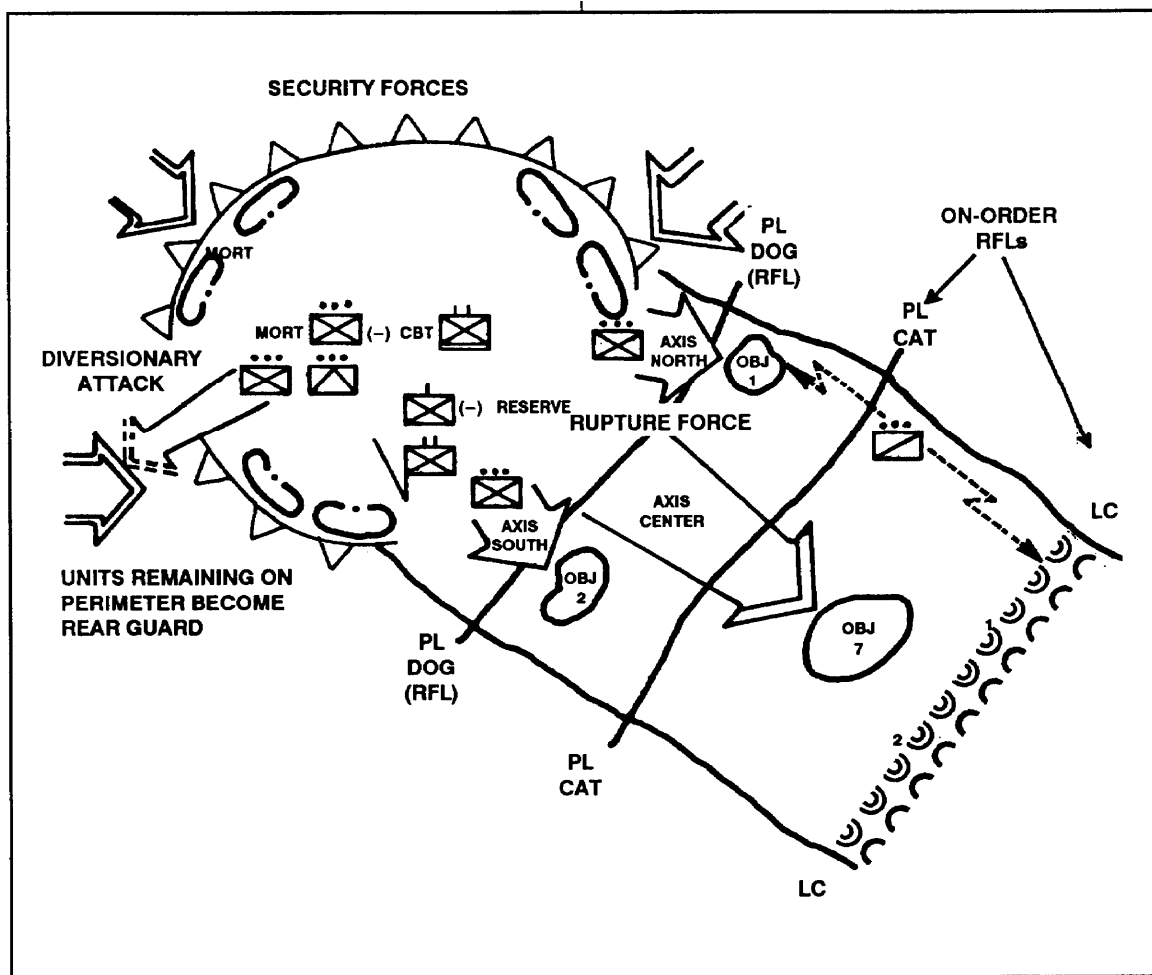 SECURITY FORCES
PL
DOG
(RFL)
ON-ORDER
RFLs
MORT
PL
CAT
MORT
(–) CBT
AXIS
NORTH
OBJ
1
DIVERSIONARY
ATTACK
(–) RESERVE
RUPTURE FORCE
AXIS
CENTER
LC
AXIS
SOUTH
OBJ
2
UNITS REMAINING ON
PERIMETER BECOME
REAR GUARD
OBJ
7
PL
DOG
(RFL)
2
PL
CAT
LC